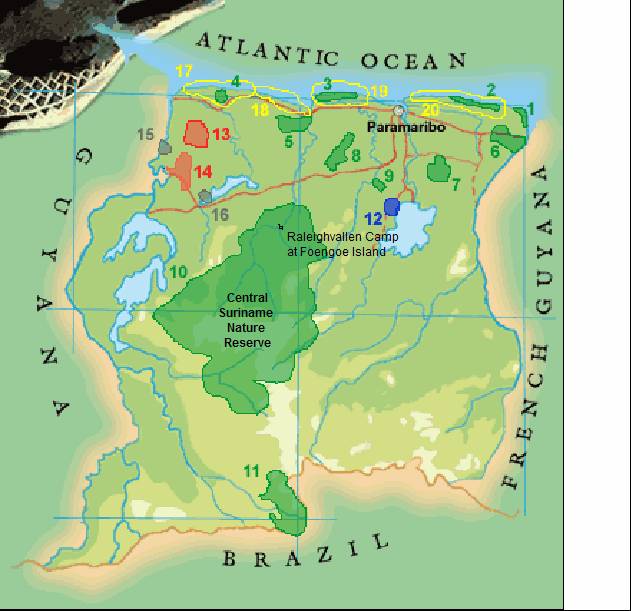 ATLANTIC OCEAN
17
4
3
19
2
18
20
1
Paramaribo
15
13
5
6
8
14
7
9
16
12
GUYANA
FRENCH GUYANA
Raleighvallen Camp
at Foengoe Island
10
Central
Suriname
Nature
Reserve
11
BRAZIL